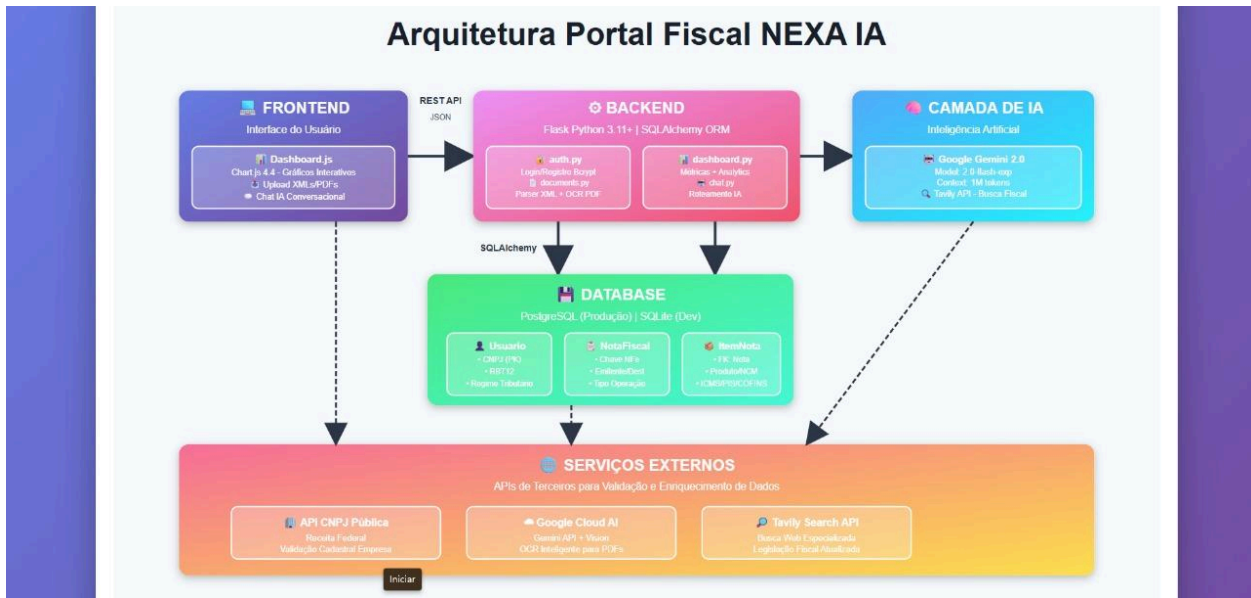 Arquitetura Portal Fiscal NEXA IA
FRONTEND
Interface do Usuário
Dashboard.js
Chart.js 4.4 - Gráficos Interativos
Upload XMLs/PDFs
Chat IA Conversacional
REST API
JSON
BACKEND
Flask Python 3.11+ | SQLAlchemy ORM
auth.py
Login/Registro Bcrypt
documents.py
Parser XML + OCR PDF
dashboard.py
Métricas + Analytics
chat.py
Roteamento IA
CAMADA DE IA
Inteligência Artificial
Google Gemini 2.0
Model: 2.0-flash-exp
Context: 1M tokens
Tavily API - Busca Fiscal
SQLAlchemy
DATABASE
PostgreSQL (Produção) | SQLite (Dev)
Usuario
• CNPJ (PK)
• RBT12
• Regime Tributário
NotaFiscal
• Chave NFe
• Emitente/Dest
• Tipo Operação
ItemNota
• FK: Nota
• Produto/NCM
• ICMS/PIS/COFINS
SERVIÇOS EXTERNOS
APIs de Terceiros para Validação e Enriquecimento de Dados
API CNPJ Pública
Receita Federal
Validação Cadastral Empresa
Google Cloud AI
Gemini API + Vision
OCR Inteligente para PDFs
Tavily Search API
Busca Web Especializada
Legislação Fiscal Atualizada
Iniciar